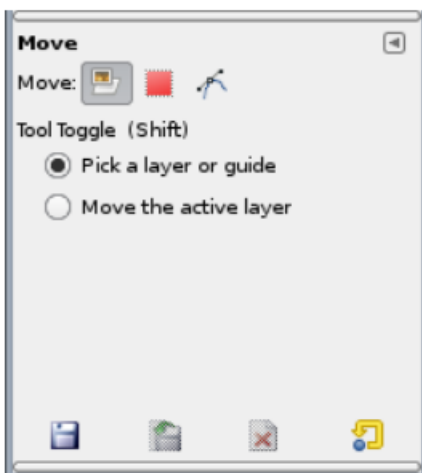 Move
Move:
Tool Toggle (Shift)
Pick a layer or guide
Move the active layer